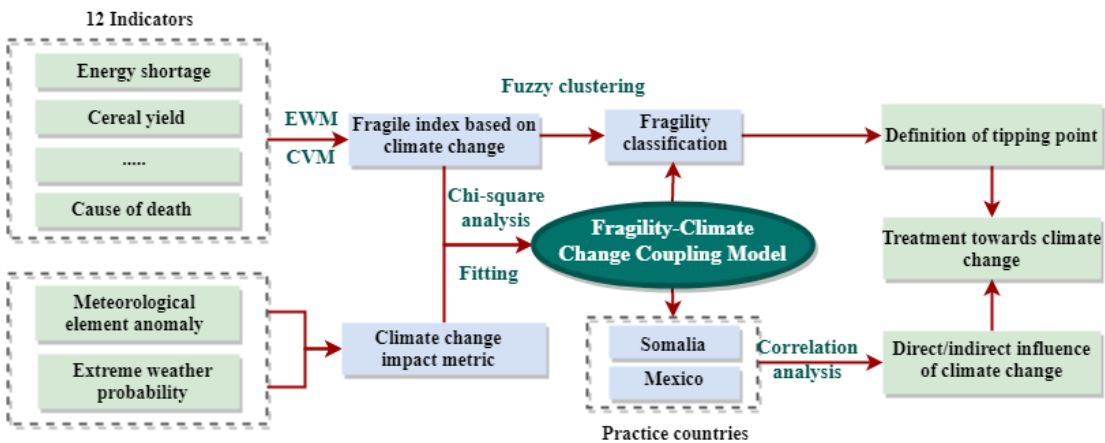 12 Indicators
Energy shortage
Cereal yield
.....
Cause of death
EWM
CVM
Fragile index based on
climate change
Fuzzy clustering
Fragility
classification
Definition of tipping point
Chi-square
analysis
Fitting
Fragility-Climate
Change Coupling Model
Treatment towards climate
change
Meteorological
element anomaly
Extreme weather
probability
Climate change
impact metric
Somalia
Mexico
Practice countries
Correlation
analysis
Direct/indirect influence
of climate change